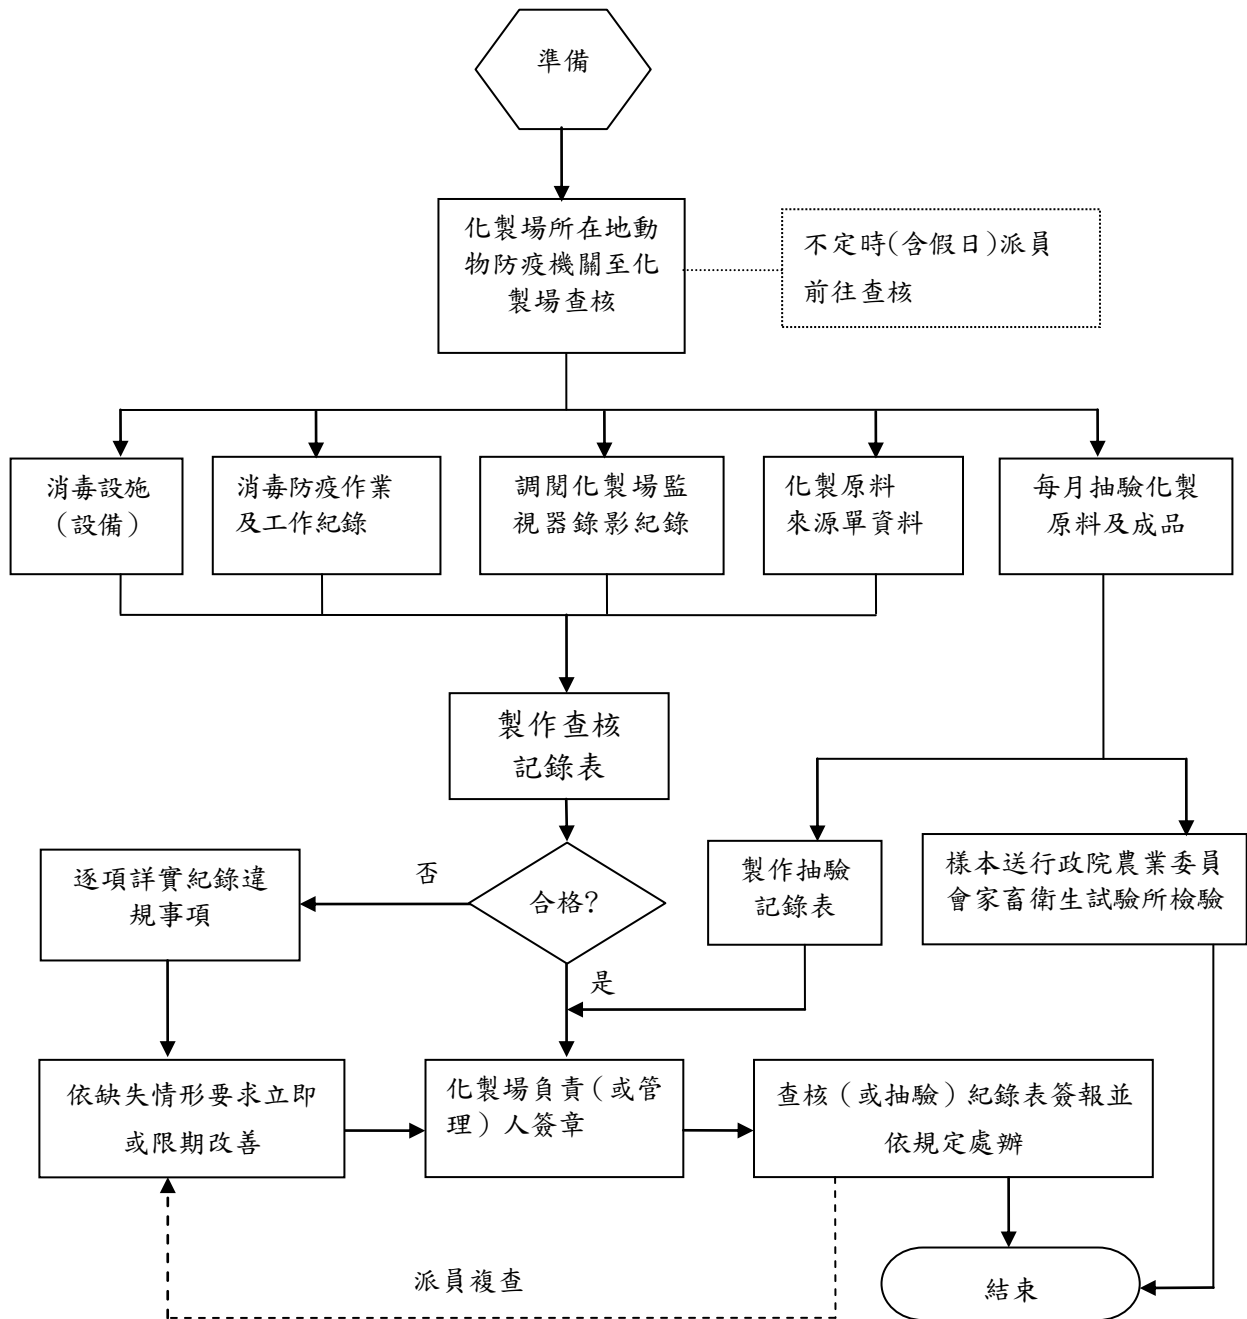 準備
化製場所在地動
物防疫機關至化
製場查核
不定時(含假日)派員
前往查核
消毒設施
（設備）
消毒防疫作業
及工作紀錄
調閱化製場監
視器錄影紀錄
化製原料
來源單資料
每月抽驗化製
原料及成品
製作查核
記錄表
逐項詳實紀錄違
規事項
否
合格?
是
製作抽驗
記錄表
樣本送行政院農業委員
會家畜衛生試驗所檢驗
依缺失情形要求立即
或限期改善
化製場負責（或管
理）人簽章
查核（或抽驗）紀錄表簽報並
依規定處辦
派員複查
結束